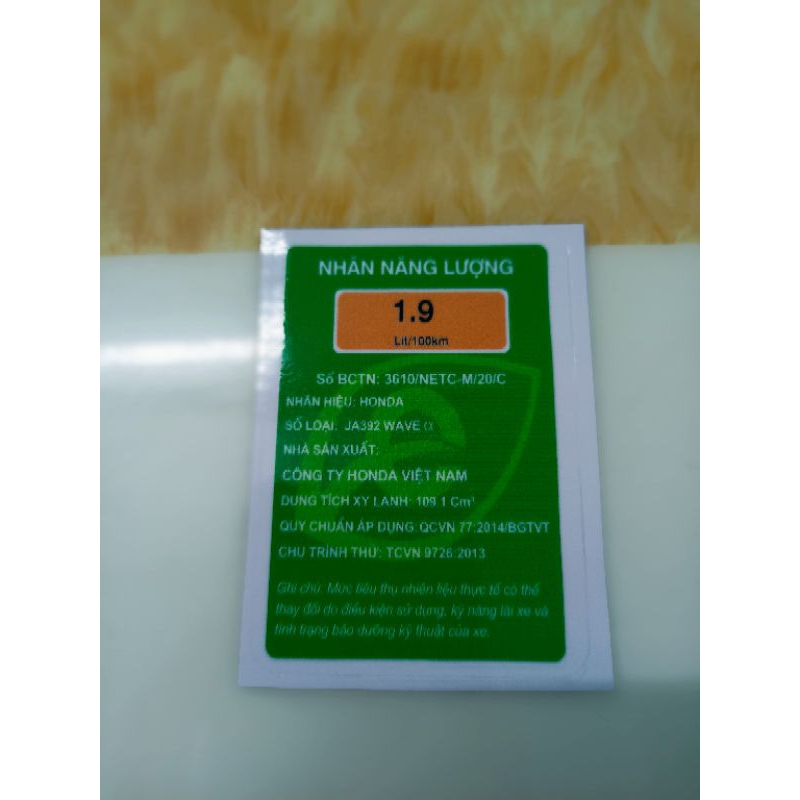 NHÃN NĂNG LƯỢNG
1.9
Lít/100km
Số BCTN: 3610/NETC-M/20/C
NHÃN HIỆU: HONDA
SỐ LOẠI: JA392 WAVE α
NHÀ SẢN XUẤT:
CÔNG TY HONDA VIỆT NAM
DUNG TÍCH XY LANH: 109.1 Cm³
QUY CHUẨN ÁP DỤNG: QCVN 77:2014/BGTVT
CHU TRÌNH THỬ: TCVN 9726:2013
Ghi chú: Mức tiêu thụ nhiên liệu thực tế có thể
thay đổi do điều kiện sử dụng, kỹ năng lái xe và
tình trạng bảo dưỡng kỹ thuật của xe.